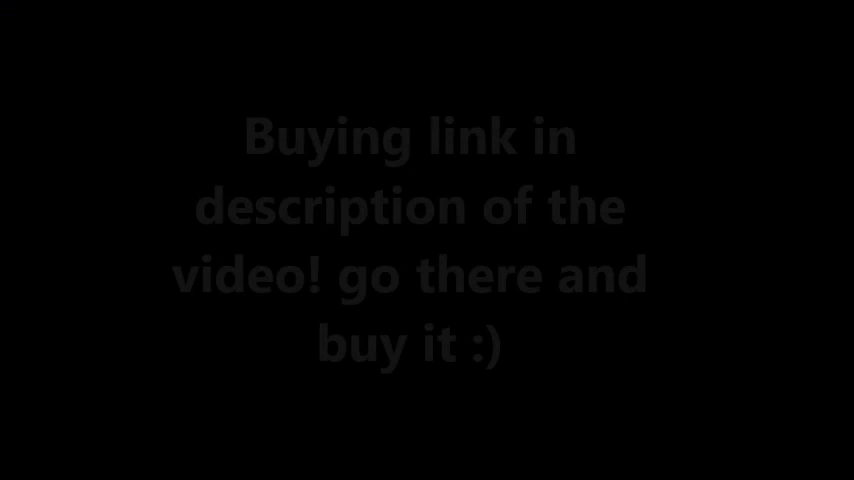 Buying link in
description of the
video! go there and
buy it :)